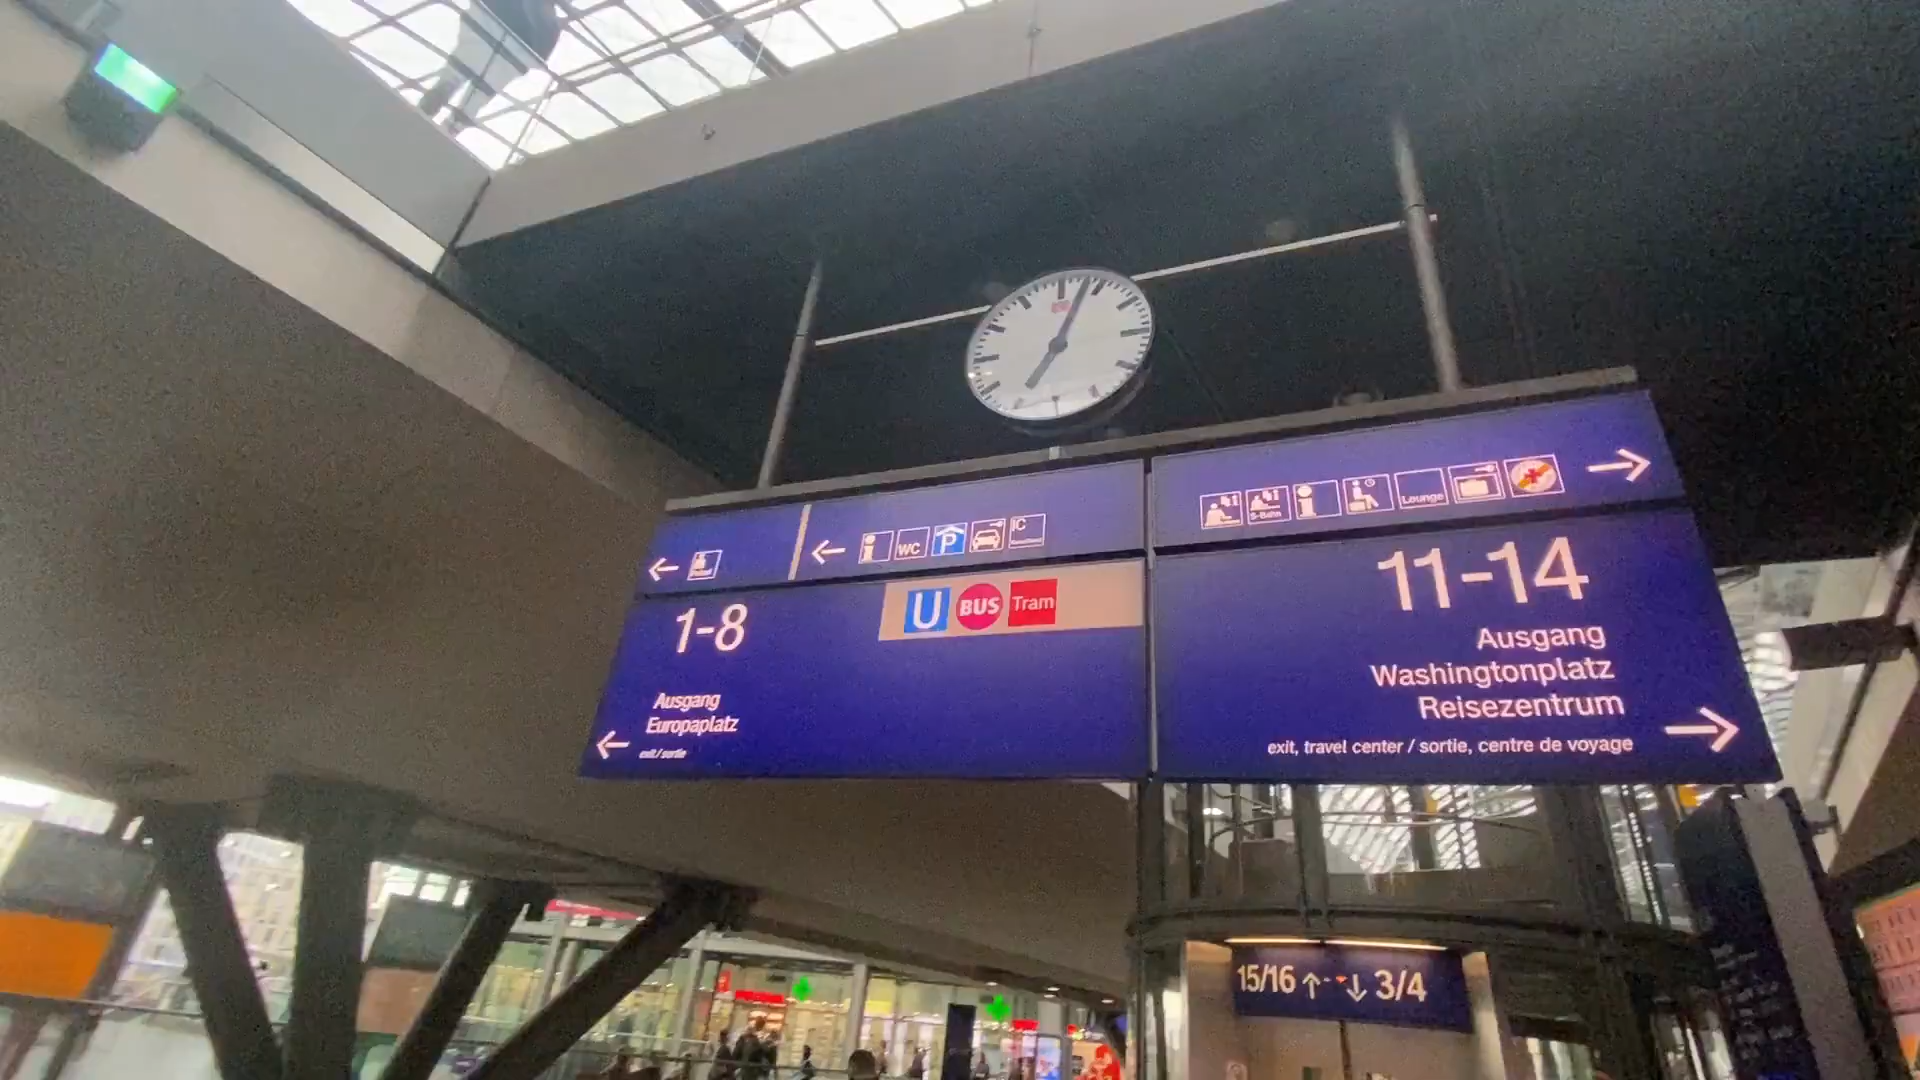 WC P IC
S-Bahn Lounge
1-8
U BUS Tram
Ausgang
Europaplatz
exit / sortie
11-14
Ausgang
Washingtonplatz
Reisezentrum
exit, travel center / sortie, centre de voyage
15/16 ↑ ↓ 3/4